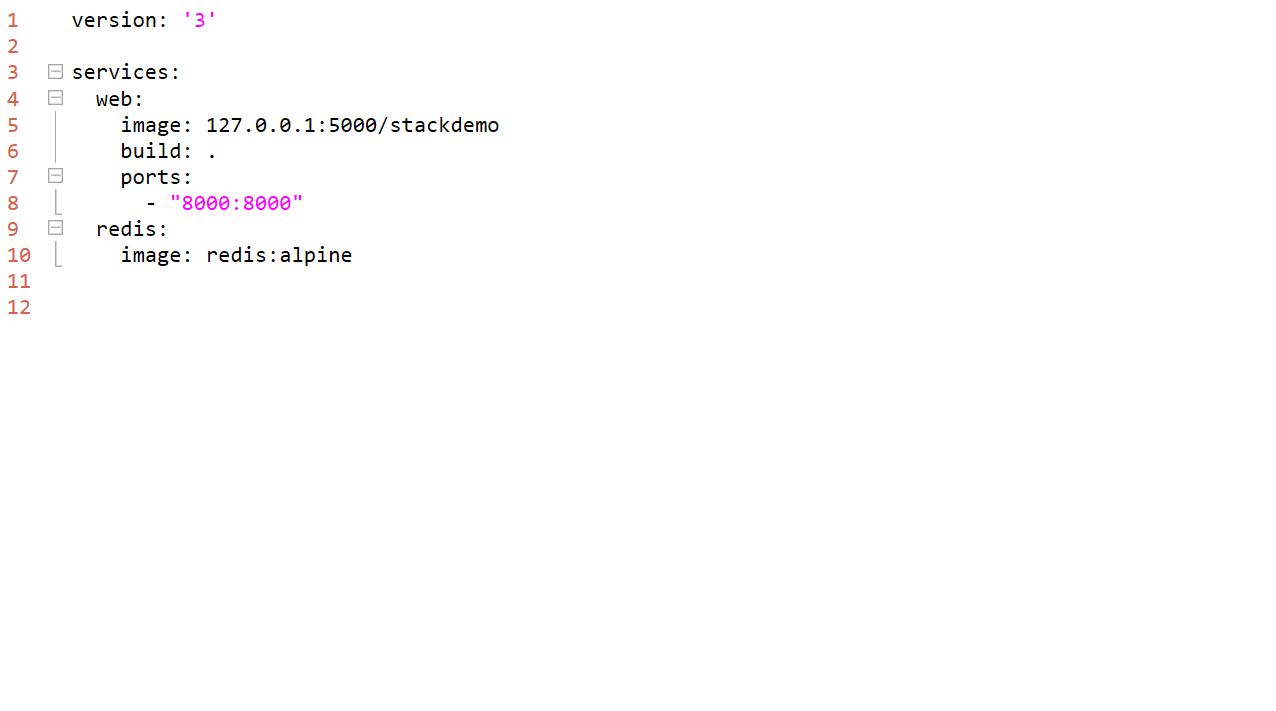 1 version: '3'
2
3 services:
4   web:
5     image: 127.0.0.1:5000/stackdemo
6     build: .
7     ports:
8       - "8000:8000"
9   redis:
10     image: redis:alpine
11
12